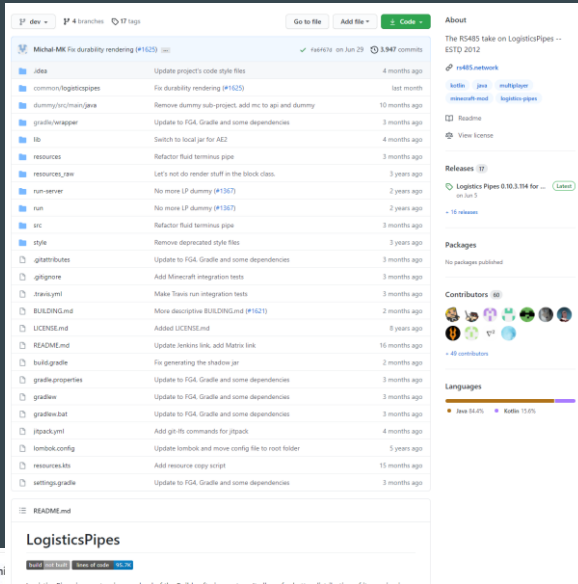 dev 4 branches 17 tags Go to file Add file Code
Michal-MK Fix durability rendering (#1625) on Jun 29 3,947 commits
.idea Update project's code style files 4 months ago
common/logisticspipes Fix durability rendering (#1625) last month
dummy/src/main/java Remove dummy sub-project, add mc to api and dummy 10 months ago
gradle/wrapper Update to FG4, Gradle and some dependencies 3 months ago
lib Switch to local jar for AE2 4 months ago
resources Refactor fluid terminus pipe 3 months ago
resources_raw Let's not do render stuff in the block class. 3 years ago
run-server No more LP dummy (#1367) 2 years ago
run No more LP dummy (#1367) 2 years ago
src Refactor fluid terminus pipe 3 months ago
style Remove deprecated style files 3 years ago
.gitattributes Update to FG4, Gradle and some dependencies 3 months ago
.gitignore Add Minecraft integration tests 3 months ago
.travis.yml Make Travis run integration tests 3 months ago
BUILDING.md More descriptive BUILDING.md (#1621) 2 months ago
LICENSE.md Added LICENSE.md 8 years ago
README.md Update Jenkins link, add Matrix link 16 months ago
build.gradle Fix generating the shadow jar 2 months ago
gradle.properties Update to FG4, Gradle and some dependencies 3 months ago
gradlew Update to FG4, Gradle and some dependencies 3 months ago
gradlew.bat Update to FG4, Gradle and some dependencies 3 months ago
jitpack.yml Add git-lfs commands for jitpack 4 months ago
lombok.config Update lombok and move config file to root folder 5 years ago
resources.kts Add resource copy script 15 months ago
settings.gradle Update to FG4, Gradle and some dependencies 3 months ago
README.md
LogisticsPipes
build not built lines of code 95.7K
About
The RS485 take on LogisticsPipes --
ESTD 2012
rs485.network
kotlin java multiplayer
minecraft-mod logistics-pipes
Readme
View license
Releases 17
Logistics Pipes 0.10.3.114 for ... Latest
on Jun 5
+ 16 releases
Packages
No packages published
Contributors 60
+ 49 contributors
Languages
Java 84.4% Kotlin 15.6%